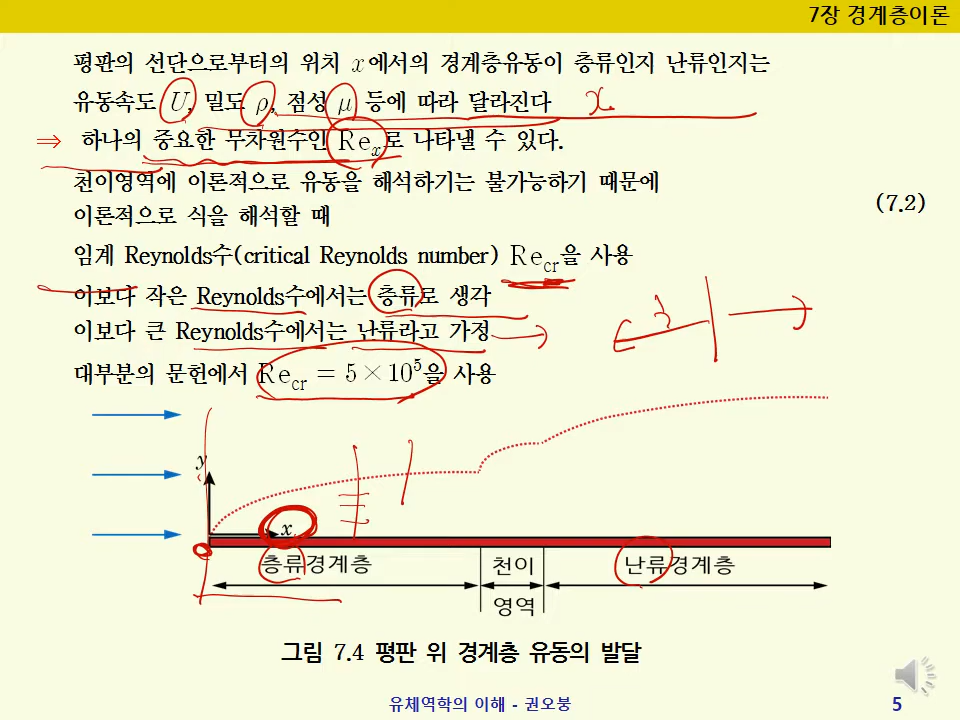 7장 경계층이론
평판의 선단으로부터의 위치 x에서의 경계층유동이 층류인지 난류인지는
유동속도 U, 밀도 ρ, 점성 μ 등에 따라 달라진다 x
⇒ 하나의 중요한 무차원수인 Reₓ로 나타낼 수 있다.
천이영역에 이론적으로 유동을 해석하기는 불가능하기 때문에
(7.2)
이론적으로 식을 해석할 때
임계 Reynolds수(critical Reynolds number) Re_cr을 사용
이보다 작은 Reynolds수에서는 층류로 생각
이보다 큰 Reynolds수에서는 난류라고 가정
대부분의 문헌에서 Re_cr = 5×10⁵을 사용
y
x
층류경계층 천이 난류경계층
영역
그림 7.4 평판 위 경계층 유동의 발달
유체역학의 이해 - 권오붕
5